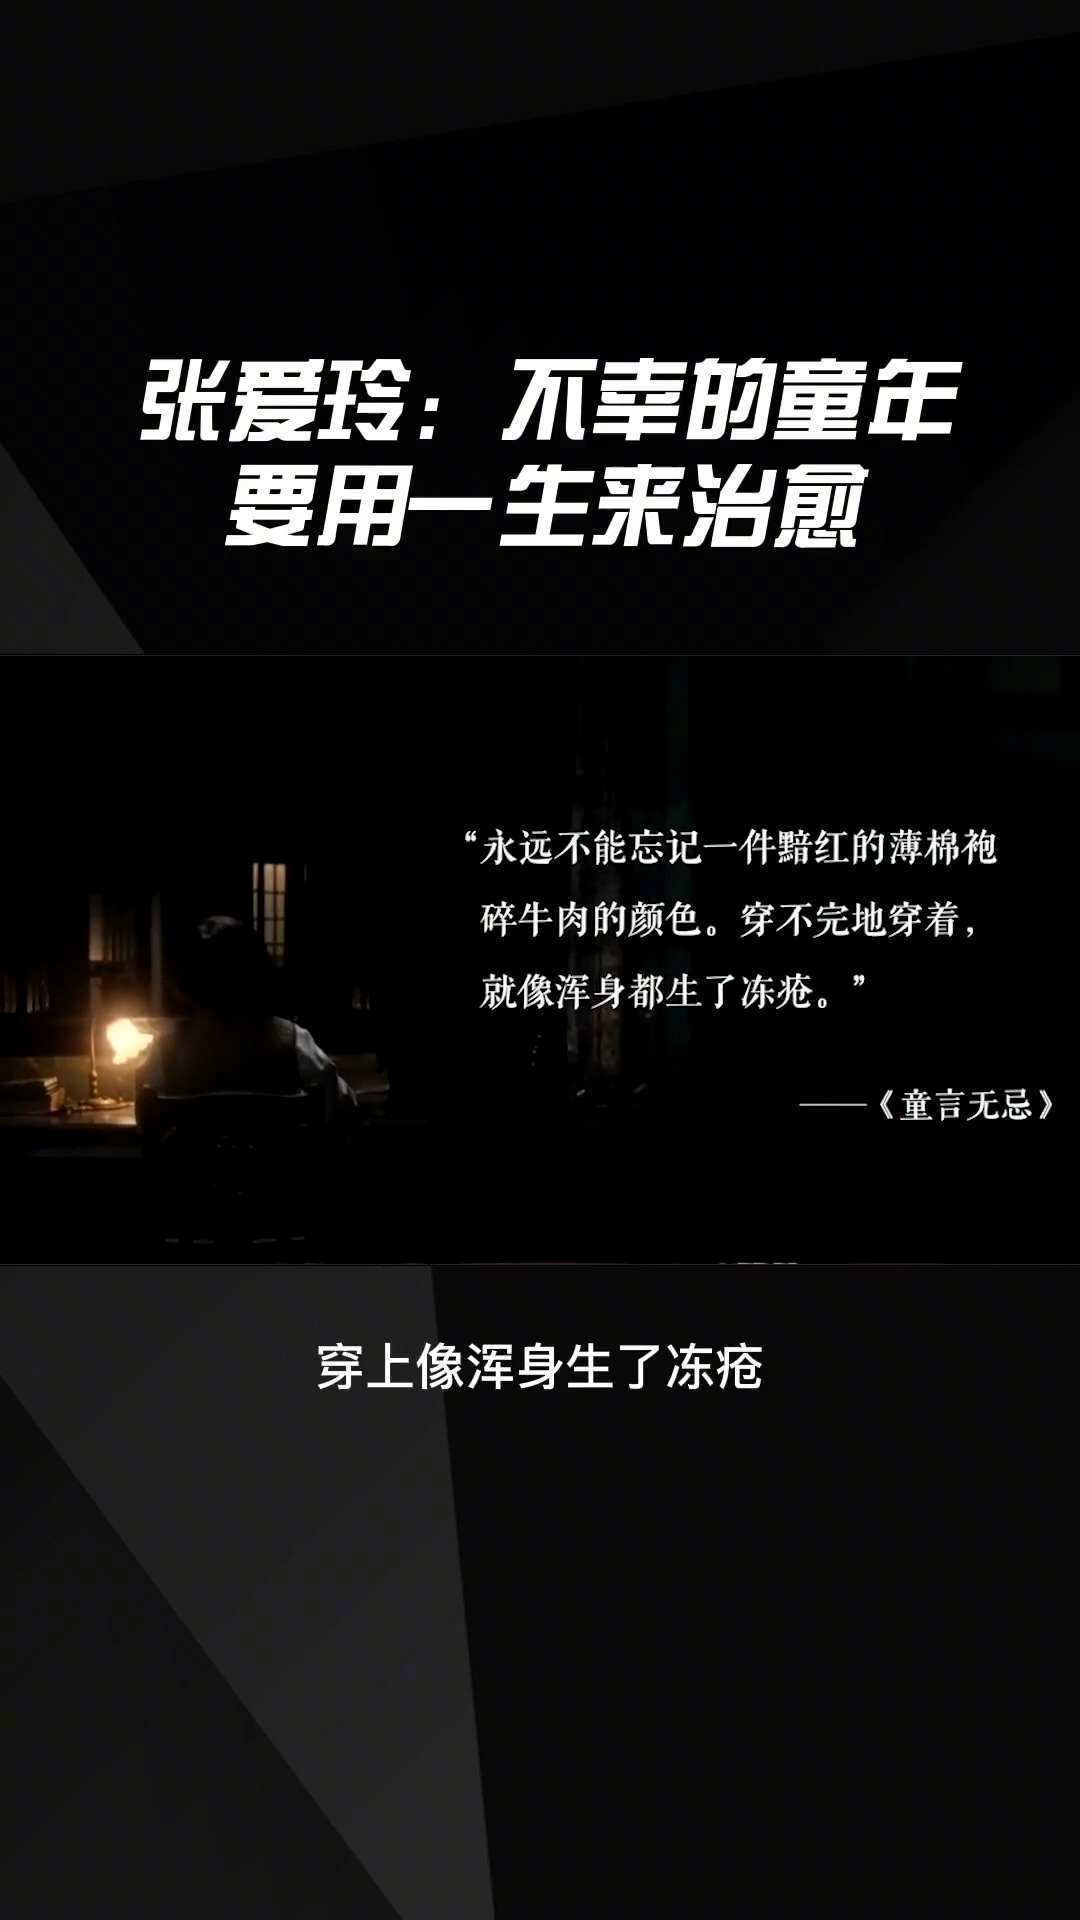 张爱玲：不幸的童年
要用一生来治愈
“永远不能忘记一件黯红的薄棉袍
碎牛肉的颜色。穿不完地穿着，
就像浑身都生了冻疮。”
——《童言无忌》
穿上像浑身生了冻疮